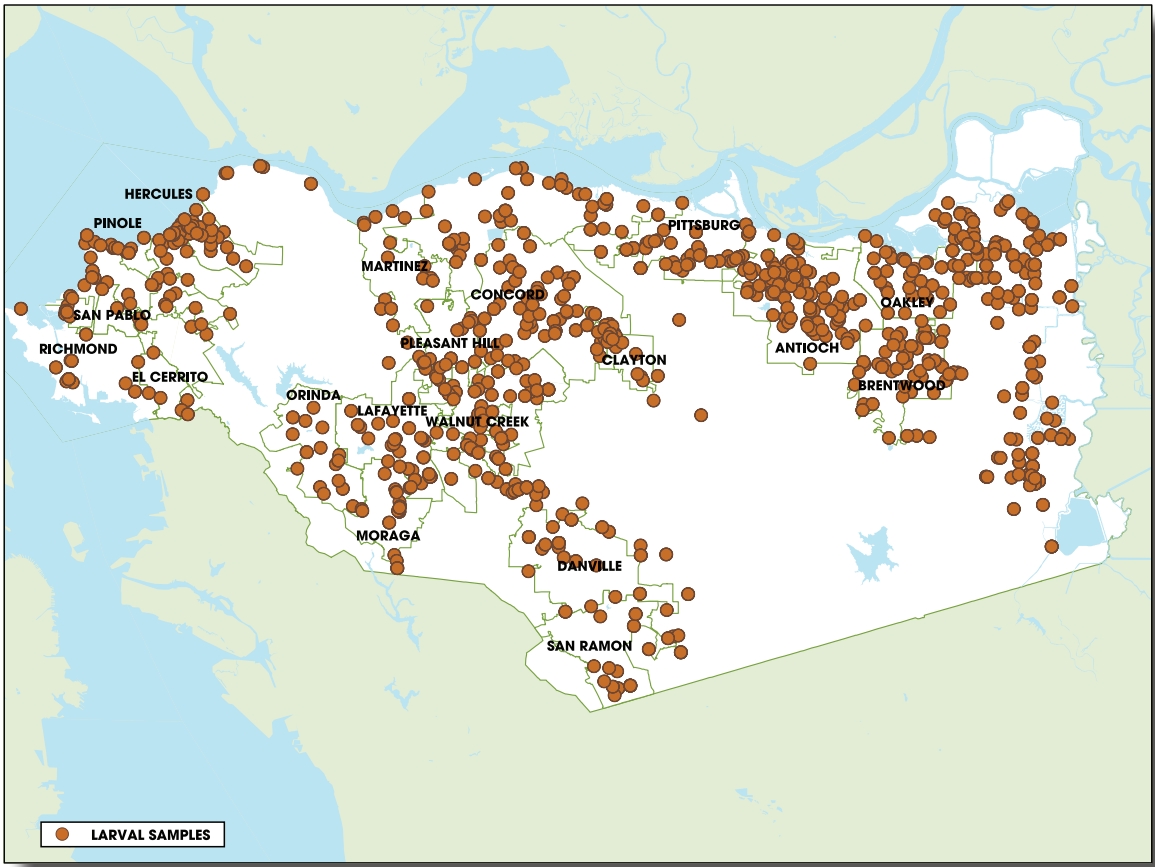 HERCULES
PINOLE
PITTSBURG
MARTINEZ
CONCORD
OAKLEY
SAN PABLO
RICHMOND
PLEASANT HILL
ANTIOCH
CLAYTON
EL CERRITO
BRENTWOOD
ORINDA
LAFAYETTE
WALNUT CREEK
MORAGA
DANVILLE
SAN RAMON
LARVAL SAMPLES